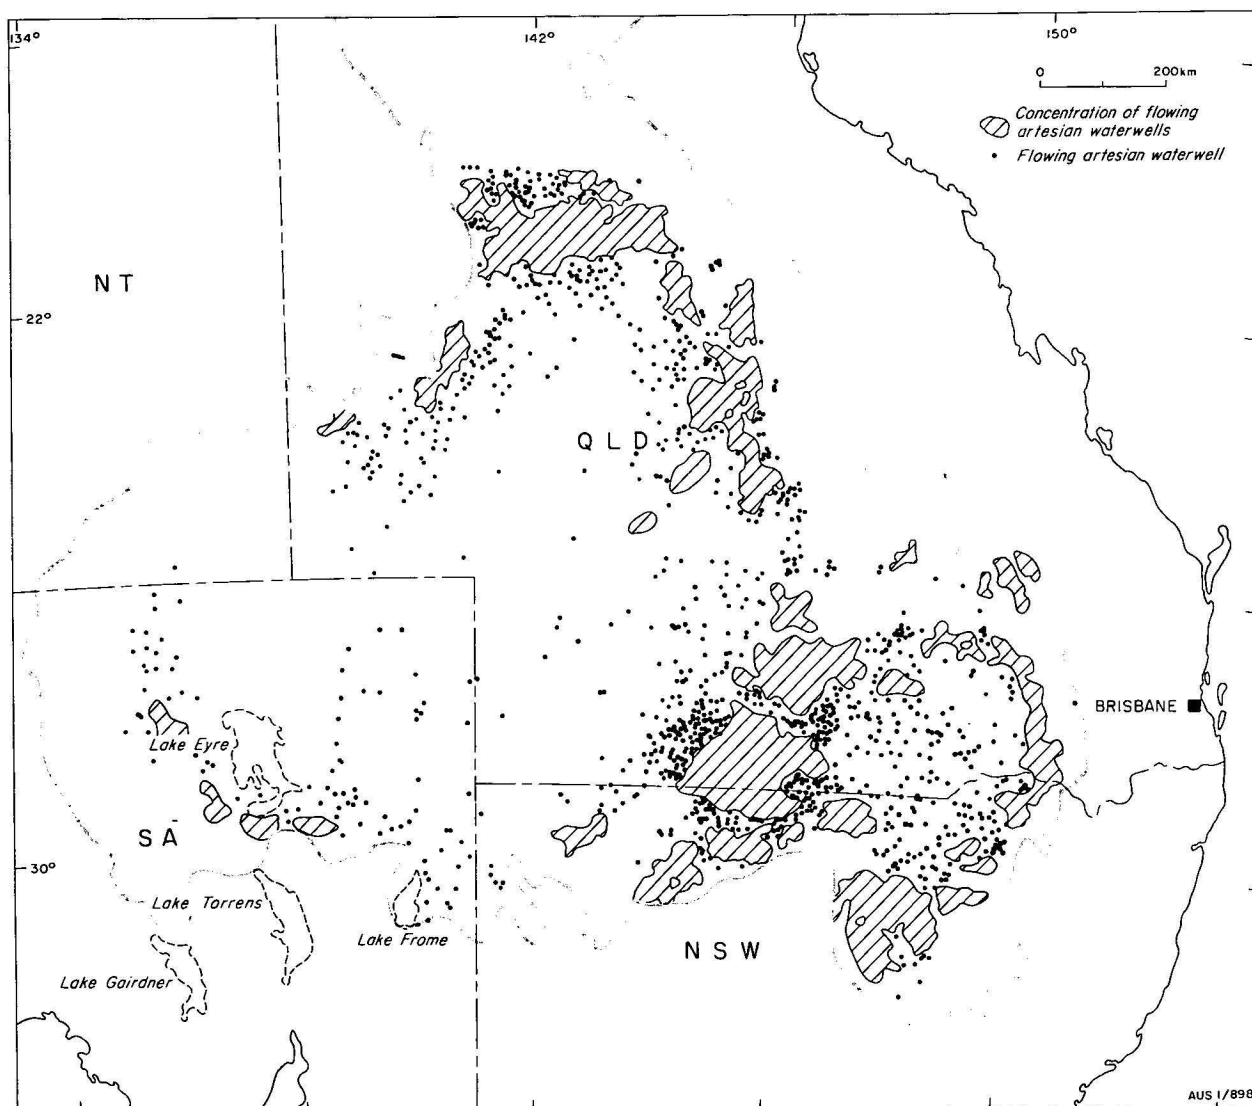 134°
142°
150°
0 200km
Concentration of flowing
artesian waterwells
Flowing artesian waterwell
NT
22°
QLD
BRISBANE
Lake Eyre
SA
30°
Lake Torrens
Lake Frome
NSW
Lake Gairdner
AUS 1/898